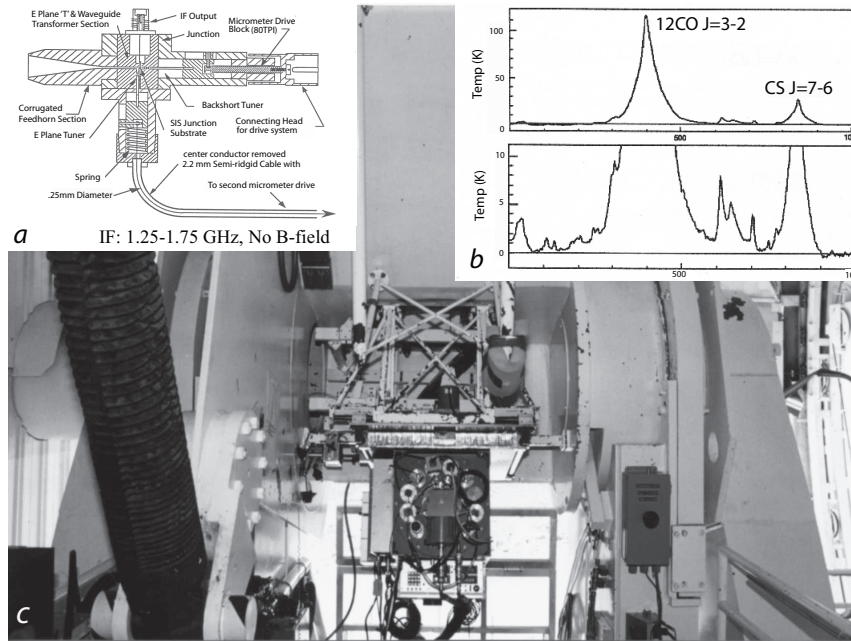 E Plane 'T' & Waveguide
Transformer Section
IF Output
Junction
Micrometer Drive
Block (80TPI)
Corrugated
Feedhorn Section
E Plane Tuner
SIS Junction
Substrate
Backshort Tuner
Connecting Head
for drive system
Spring
center conductor removed
2.2 mm Semi-ridgid Cable with
.25mm Diameter
To second micrometer drive
a
IF: 1.25-1.75 GHz, No B-field
12CO J=3-2
CS J=7-6
Temp (K)
100
50
0
500
10
Temp (K)
10
5
0
500
10
b
c